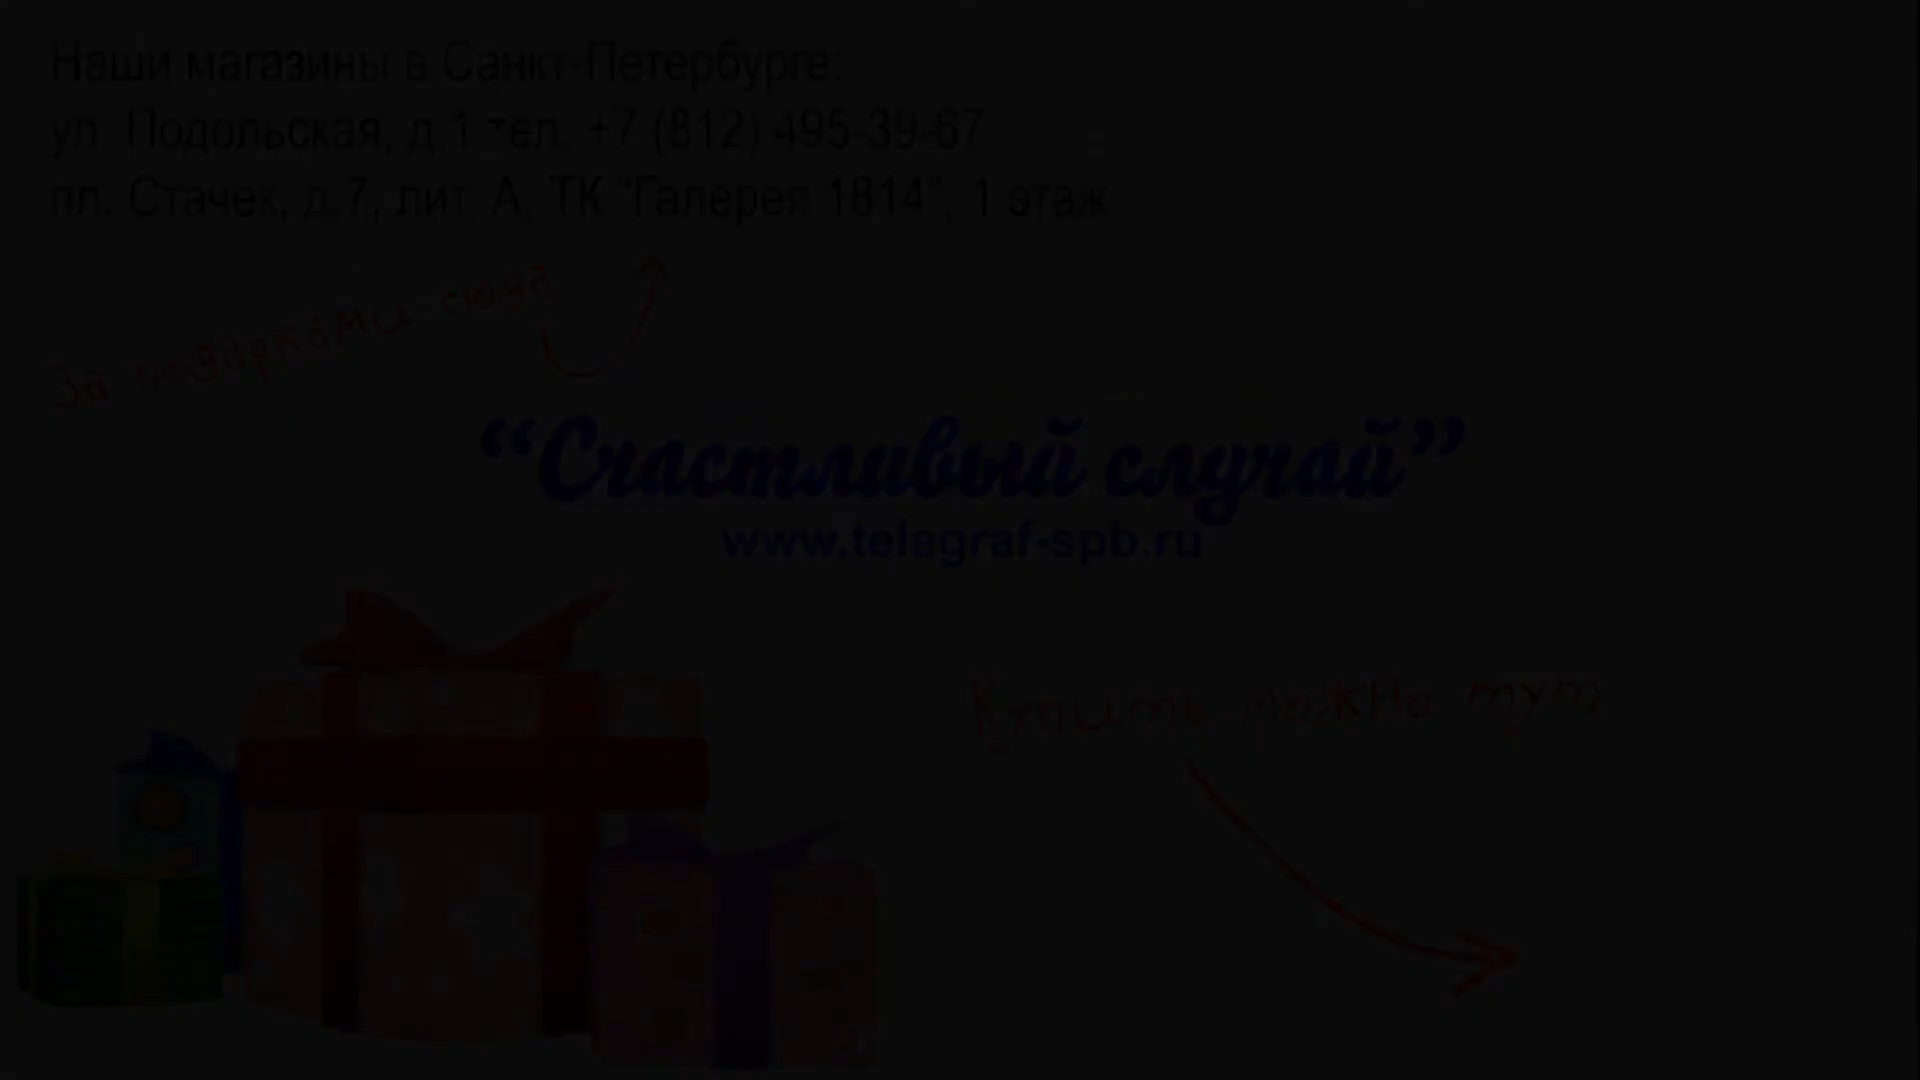 Наши магазины в Санкт-Петербурге:
ул. Подольская, д.1 тел. +7 (812) 495-39-67
пл. Стачек, д.7, лит. А, ТК "Галерея 1814", 1 этаж
За подарками сюда
“Счастливый случай”
www.telegraf-spb.ru
Купить можно тут